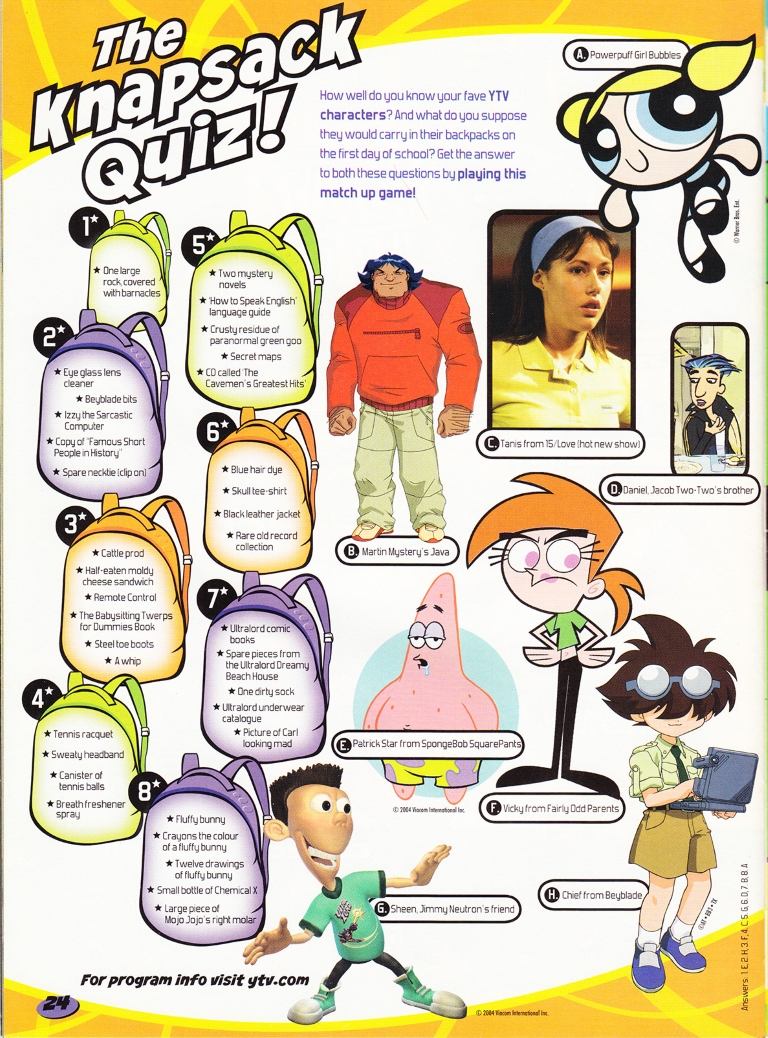 The
Knapsack
Quiz!
How well do you know your fave YTV
characters? And what do you suppose
they would carry in their backpacks on
the first day of school? Get the answer
to both these questions by playing this
match up game!
A. Powerpuff Girl Bubbles
© Warner Bros. Ent.
1★
★ One large
rock, covered
with barnacles
2★
★ Eye glass lens
cleaner
★ Beyblade bits
★ Izzy the Sarcastic
Computer
★ Copy of "Famous Short
People in History"
★ Spare necktie (clip on)
3★
★ Cattle prod
★ Half-eaten moldy
cheese sandwich
★ Remote Control
★ The Babysitting Twerps
for Dummies Book
★ Steel toe boots
★ A whip
4★
★ Tennis racquet
★ Sweaty headband
★ Canister of
tennis balls
★ Breath freshener
spray
5★
★ Two mystery
novels
★ 'How to Speak English'
language guide
★ Crusty residue of
paranormal green goo
★ Secret maps
★ CD called 'The
Cavemen's Greatest Hits'
6★
★ Blue hair dye
★ Skull tee-shirt
★ Black leather jacket
★ Rare old record
collection
7★
★ Ultralord comic
books
★ Spare pieces from
the Ultralord Dreamy
Beach House
★ One dirty sock
★ Ultralord underwear
catalogue
★ Picture of Carl
looking mad
8★
★ Fluffy bunny
★ Crayons the colour
of a fluffy bunny
★ Twelve drawings
of fluffy bunny
★ Small bottle of Chemical X
★ Large piece of
Mojo Jojo's right molar
B. Martin Mystery's Java
C. Tanis from 15/Love (hot new show)
D. Daniel, Jacob Two-Two's brother
E. Patrick Star from SpongeBob SquarePants
© 2004 Viacom International Inc.
F. Vicky from Fairly Odd Parents
G. Sheen, Jimmy Neutron's friend
© 2004 Viacom International Inc.
H. Chief from Beyblade
Answers: 1.E, 2.H, 3.F, 4.C, 5.G, 6.D, 7.B, 8.A
For program info visit ytv.com
24